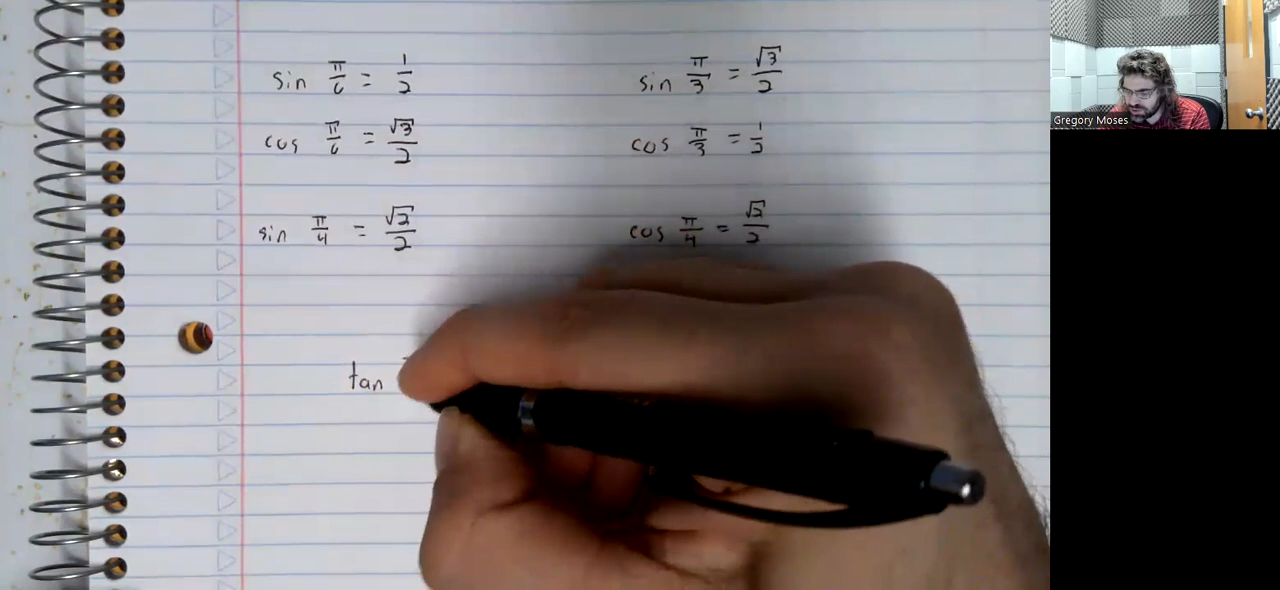 sin π/6 = 1/2
sin π/3 = √3/2
cos π/6 = √3/2
cos π/3 = 1/2
sin π/4 = √2/2
cos π/4 = √2/2
tan
Gregory Moses